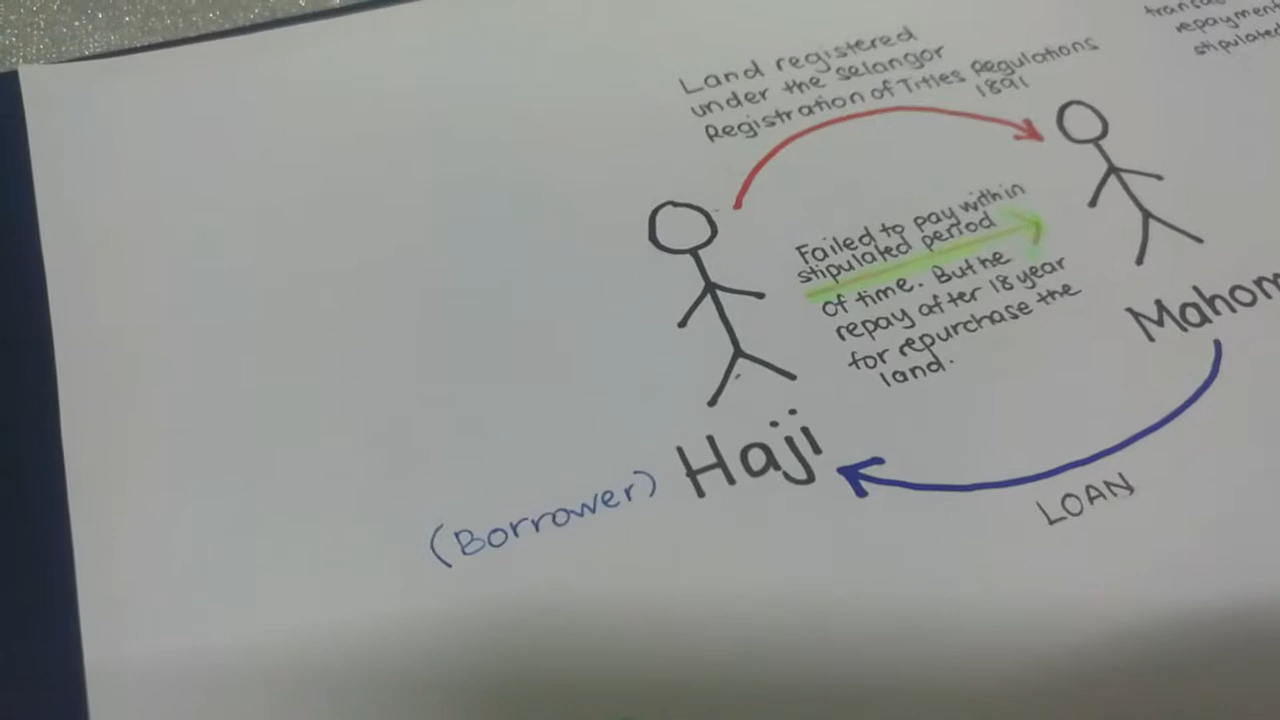 Land registered
under the Selangor
Registration of Titles Regulations
1891
repayment
stipulated
Failed to pay within
stipulated period
of time. But he
repay after 18 year
for repurchase the
land.
Mahom
Haji
(Borrower)
LOAN